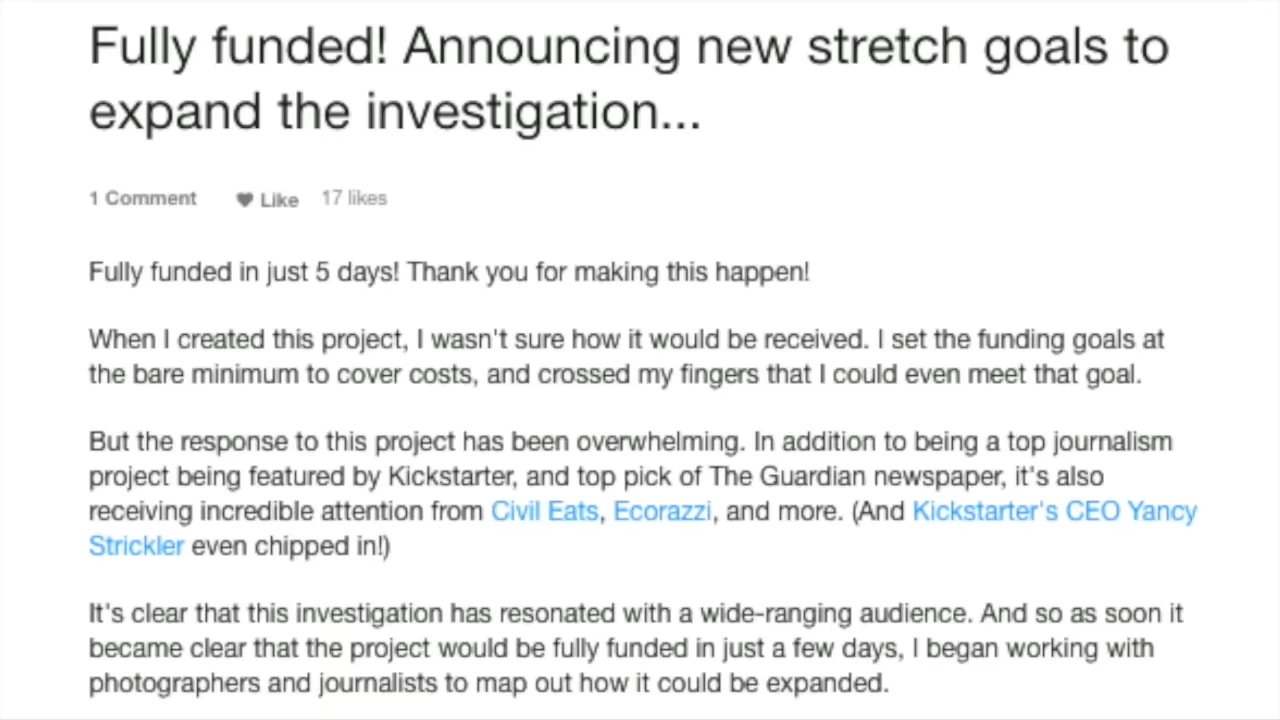 Fully funded! Announcing new stretch goals to
expand the investigation...
1 Comment Like 17 likes
Fully funded in just 5 days! Thank you for making this happen!
When I created this project, I wasn't sure how it would be received. I set the funding goals at
the bare minimum to cover costs, and crossed my fingers that I could even meet that goal.
But the response to this project has been overwhelming. In addition to being a top journalism
project being featured by Kickstarter, and top pick of The Guardian newspaper, it's also
receiving incredible attention from Civil Eats, Ecorazzi, and more. (And Kickstarter's CEO Yancy
Strickler even chipped in!)
It's clear that this investigation has resonated with a wide-ranging audience. And so as soon it
became clear that the project would be fully funded in just a few days, I began working with
photographers and journalists to map out how it could be expanded.